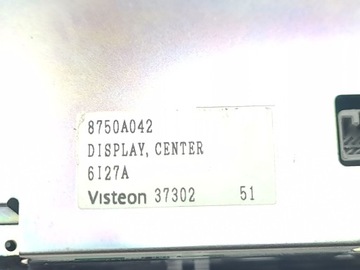 8750A042
DISPLAY, CENTER
6I27A
Visteon 37302 51